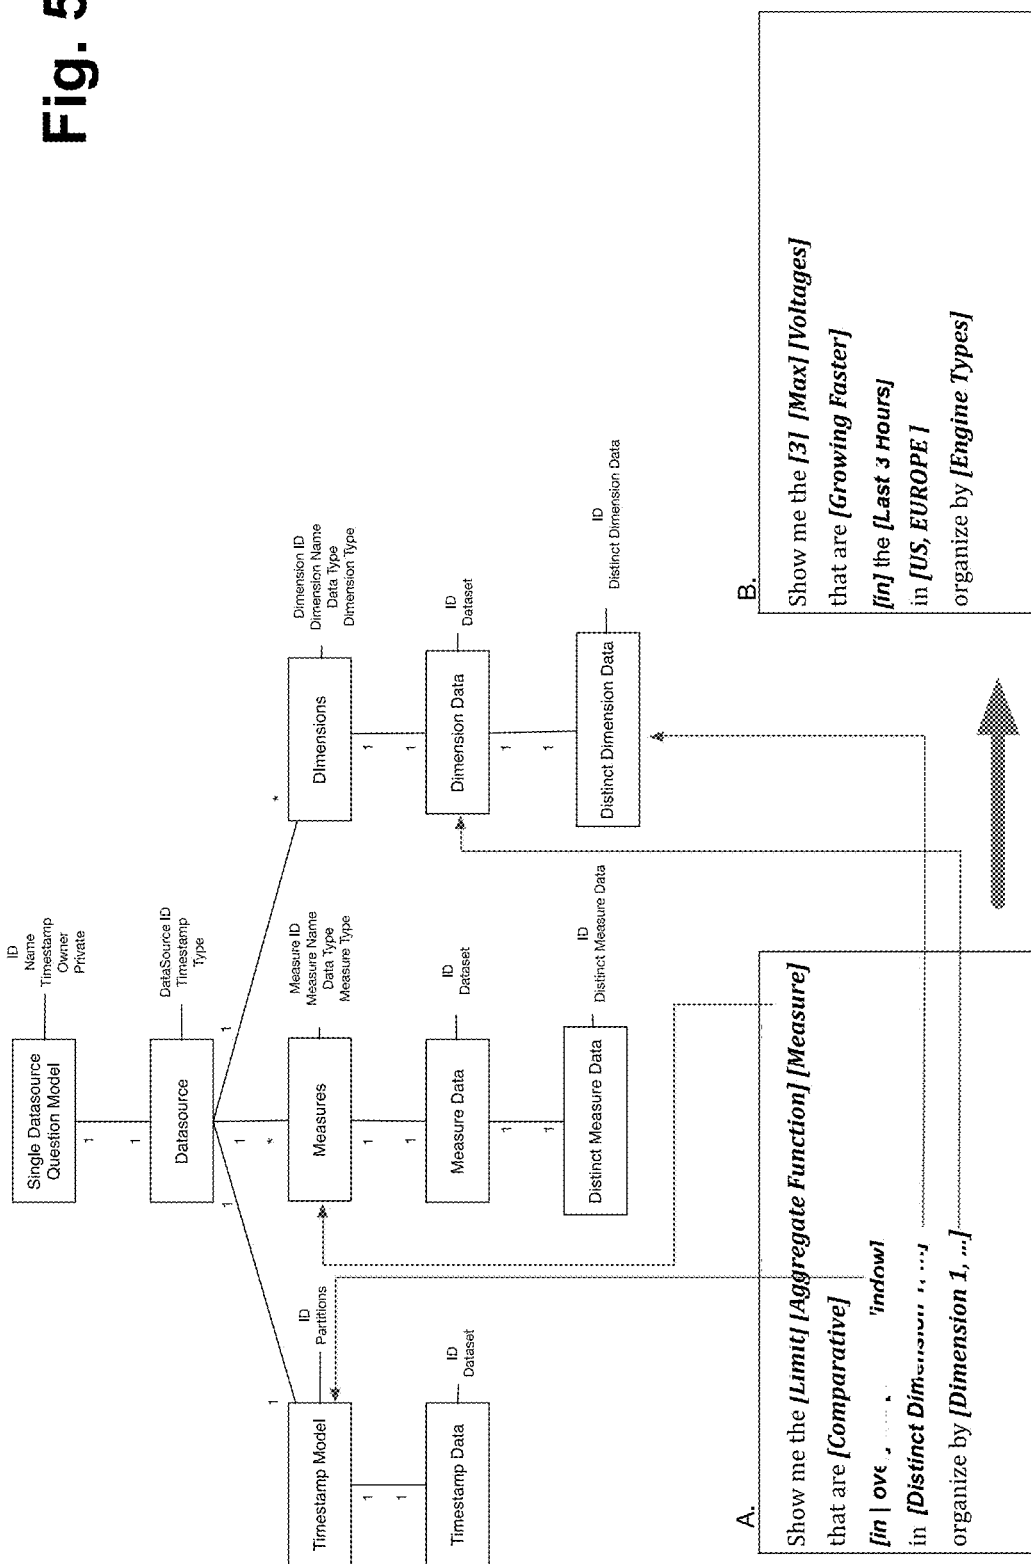 Fig. 5
Single Datasource
Question Model
ID
Name
Timestamp
Owner
Private
1
1
Datasource
DataSource ID
Timestamp
Type
1
1
1
1
*
*
Timestamp Model
ID
Partitions
Measures
Measure ID
Measure Name
Data Type
Measure Type
DImensions
Dimension ID
Dimension Name
Data Type
Dimension Type
1
1
1
1
1
1
Timestamp Data
ID
Dataset
Measure Data
ID
Dataset
Dimension Data
ID
Dataset
1
1
1
1
Distinct Measure Data
ID
Distinct Measure Data
Distinct Dimension Data
ID
Distinct Dimension Data
A.
Show me the [Limit] [Aggregate Function] [Measure]
that are [Comparative]
[in |
in [Distinct ...]
organize by [Dimension 1, ...]
B.
Show me the [3] [Max] [Voltages]
that are [Growing Faster]
[in] the [Last 3 Hours]
in [US, EUROPE ]
organize by [Engine Types]